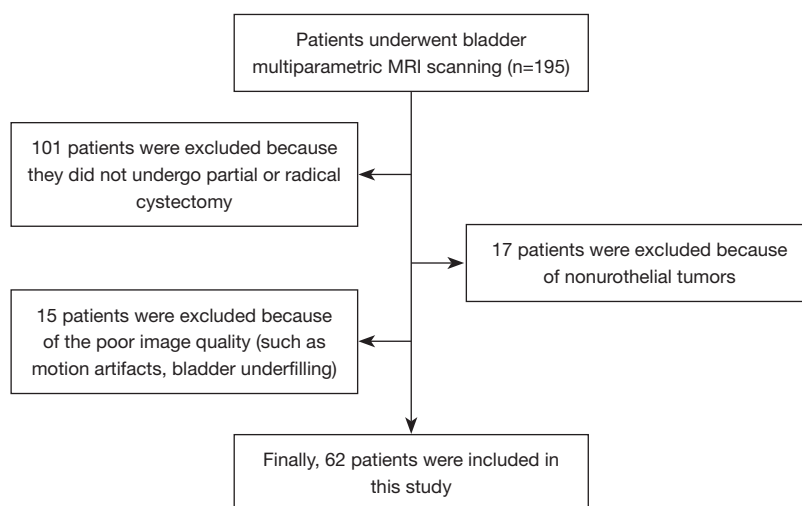 Patients underwent bladder
multiparametric MRI scanning (n=195)
101 patients were excluded because
they did not undergo partial or radical
cystectomy
17 patients were excluded because
of nonurothelial tumors
15 patients were excluded because
of the poor image quality (such as
motion artifacts, bladder underfilling)
Finally, 62 patients were included in
this study